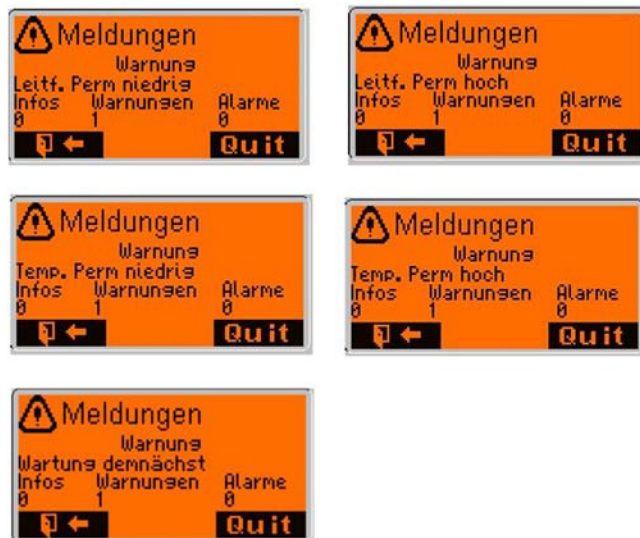 Meldungen
Warnung
Leitf. Perm niedrig
Infos Warnungen Alarme
0 1 0
Quit
Meldungen
Warnung
Leitf. Perm hoch
Infos Warnungen Alarme
0 1 0
Quit
Meldungen
Warnung
Temp. Perm niedrig
Infos Warnungen Alarme
0 1 0
Quit
Meldungen
Warnung
Temp. Perm hoch
Infos Warnungen Alarme
0 1 0
Quit
Meldungen
Warnung
Wartung demnächst
Infos Warnungen Alarme
0 1 0
Quit